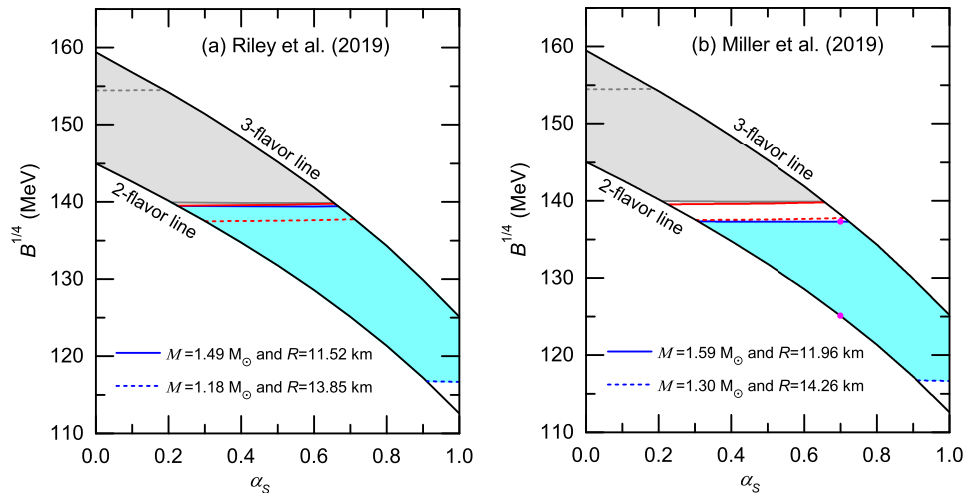 (a) Riley et al. (2019)
3-flavor line
2-flavor line
M=1.49 M☉ and R=11.52 km
M=1.18 M☉ and R=13.85 km
B^1/4 (MeV)
160
150
140
130
120
110
0.0 0.2 0.4 0.6 0.8 1.0
α_S
(b) Miller et al. (2019)
3-flavor line
2-flavor line
M=1.59 M☉ and R=11.96 km
M=1.30 M☉ and R=14.26 km
B^1/4 (MeV)
160
150
140
130
120
110
0.0 0.2 0.4 0.6 0.8 1.0
α_S